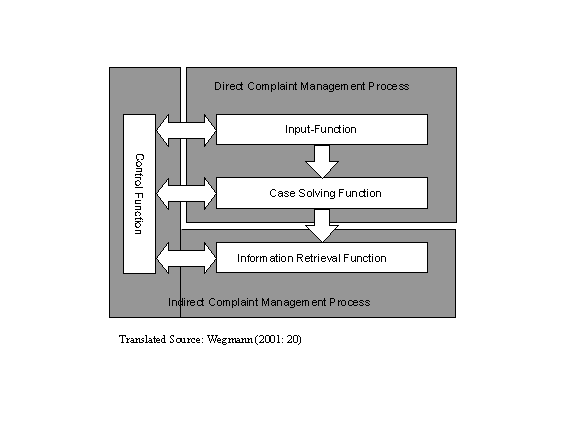 Direct Complaint Management Process
Input-Function
Control Function
Case Solving Function
Information Retrieval Function
Indirect Complaint Management Process
Translated Source: Wegmann (2001: 20)